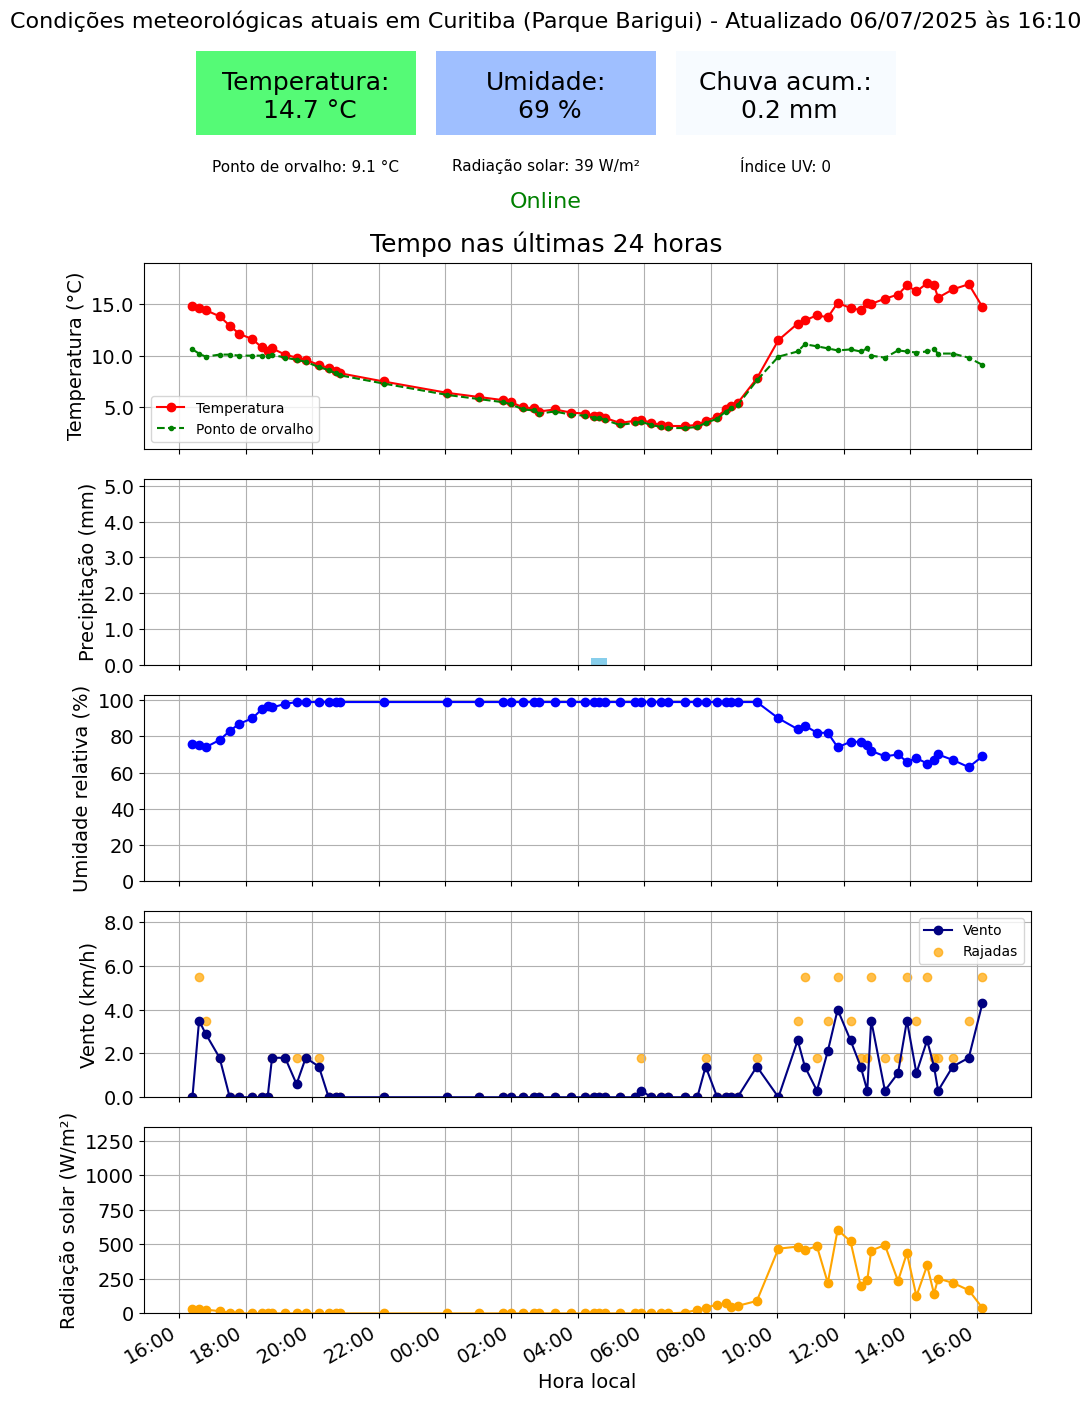 Condições meteorológicas atuais em Curitiba (Parque Barigui) - Atualizado 06/07/2025 às 16:10
Temperatura:
14.7 °C
Umidade:
69 %
Chuva acum.:
0.2 mm
Ponto de orvalho: 9.1 °C
Radiação solar: 39 W/m²
Índice UV: 0
Online
Tempo nas últimas 24 horas
Temperatura (°C)
15.0
10.0
5.0
Temperatura
Ponto de orvalho
Precipitação (mm)
5.0
4.0
3.0
2.0
1.0
0.0
Umidade relativa (%)
100
80
60
40
20
0
Vento (km/h)
8.0
6.0
4.0
2.0
0.0
Vento
Rajadas
Radiação solar (W/m²)
1250
1000
750
500
250
0
16:00 18:00 20:00 22:00 00:00 02:00 04:00 06:00 08:00 10:00 12:00 14:00 16:00
Hora local